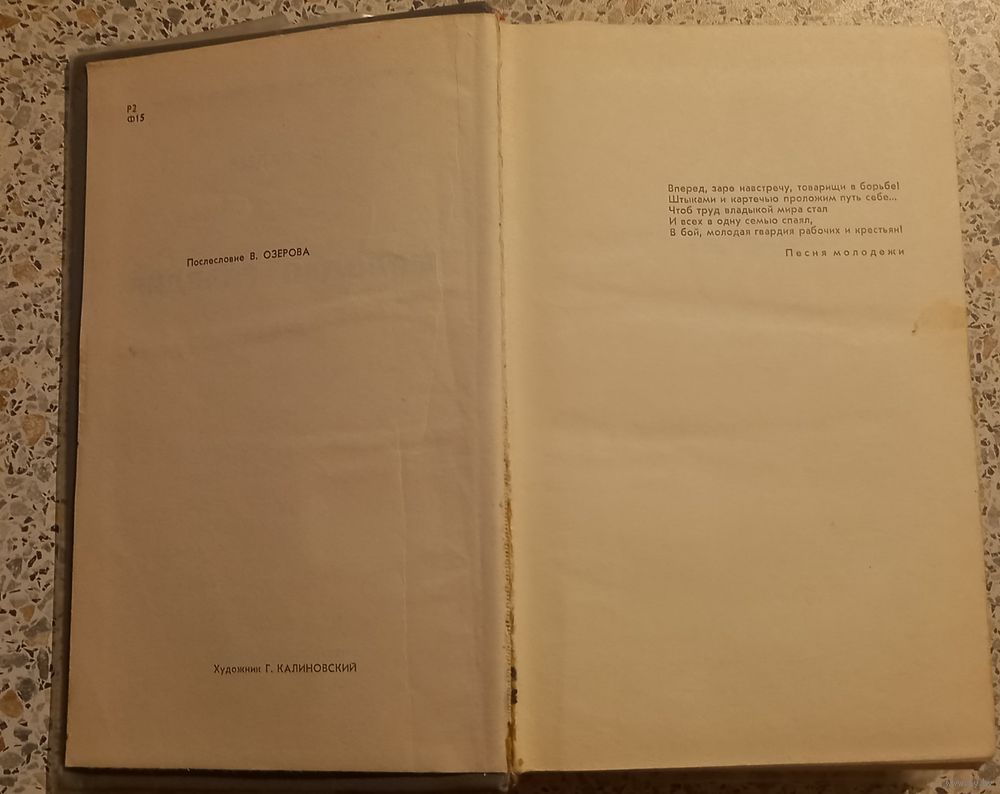 Р2
Ф15
Послесловие В. ОЗЕРОВА
Художник Г. КАЛИНОВСКИЙ
Вперед, заре навстречу, товарищи в борьбе!
Штыками и картечью проложим путь себе...
Чтоб труд владыкой мира стал
И всех в одну семью спаял,
В бой, молодая гвардия рабочих и крестьян!
Песня молодежи